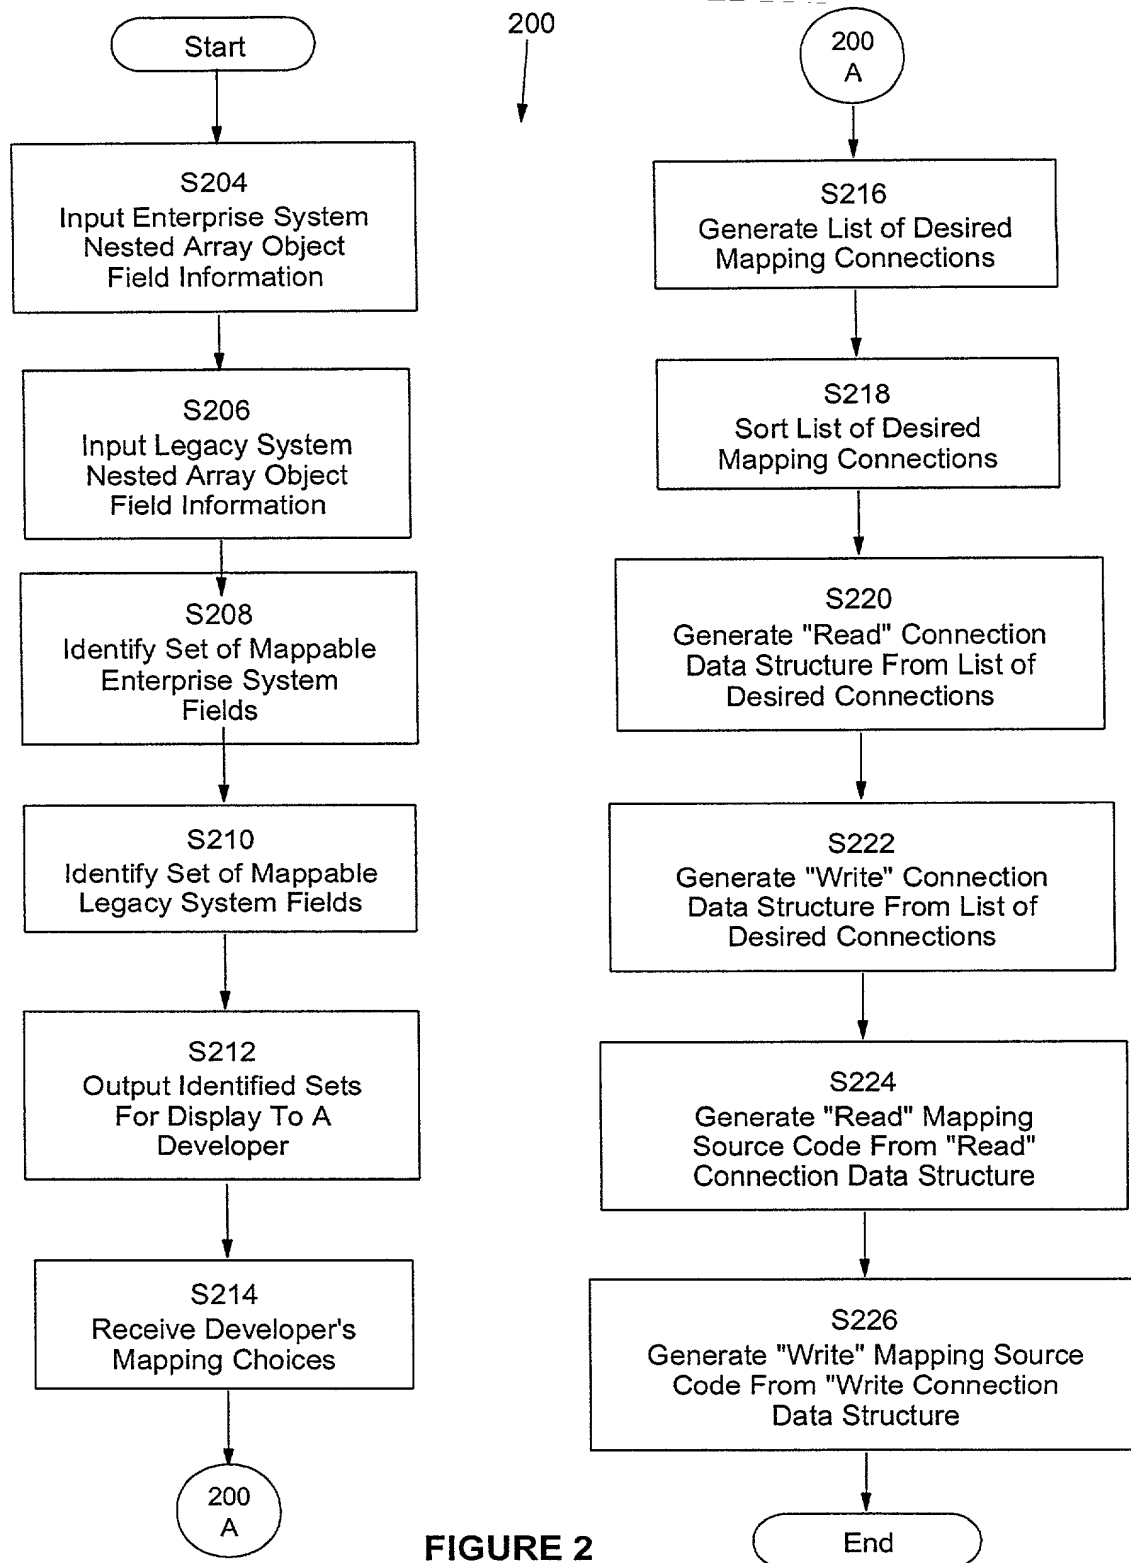 Start
S204
Input Enterprise System
Nested Array Object
Field Information
S206
Input Legacy System
Nested Array Object
Field Information
S208
Identify Set of Mappable
Enterprise System
Fields
S210
Identify Set of Mappable
Legacy System Fields
S212
Output Identified Sets
For Display To A
Developer
S214
Receive Developer's
Mapping Choices
200
A
200
200
A
S216
Generate List of Desired
Mapping Connections
S218
Sort List of Desired
Mapping Connections
S220
Generate "Read" Connection
Data Structure From List of
Desired Connections
S222
Generate "Write" Connection
Data Structure From List of
Desired Connections
S224
Generate "Read" Mapping
Source Code From "Read"
Connection Data Structure
S226
Generate "Write" Mapping Source
Code From "Write Connection
Data Structure
End
FIGURE 2